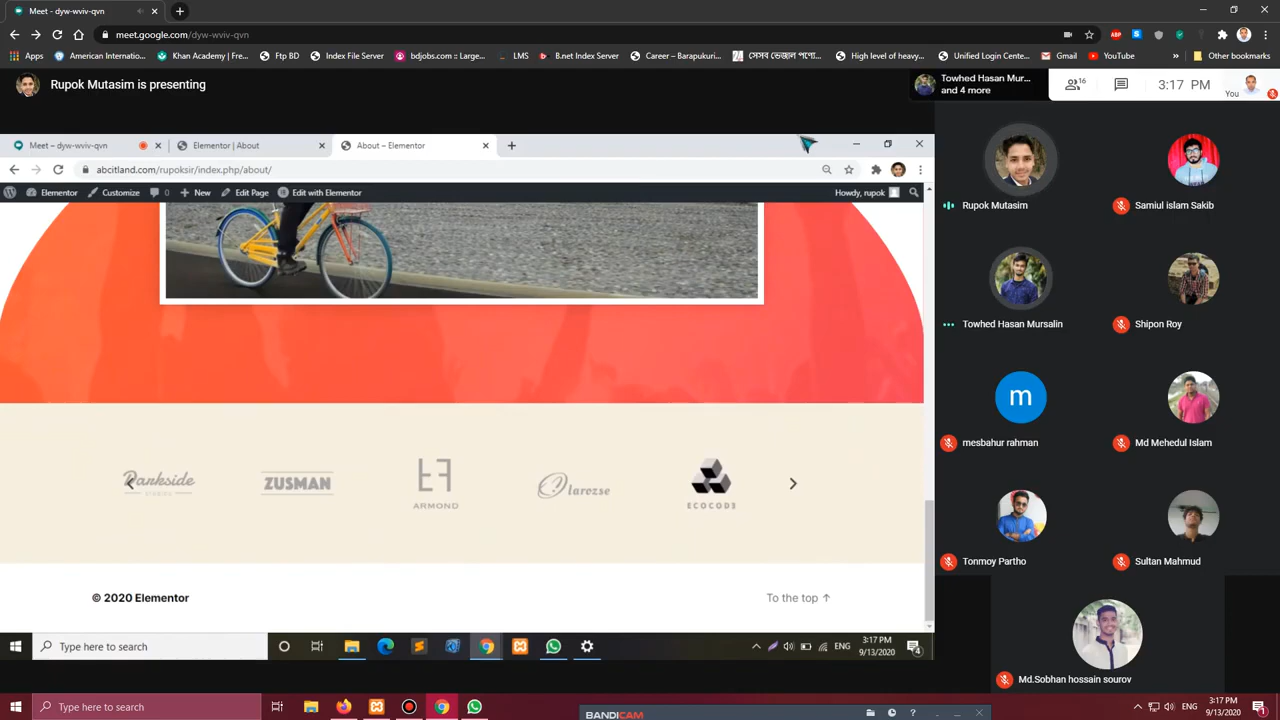 Meet - dyw-wviv-qvn
meet.google.com/dyw-wviv-qvn
Apps
American Internatio...
Khan Academy | Fre...
Ftp BD
Index File Server
bdjobs.com :: Large...
LMS
B.net Index Server
Career – Barapukuri...
সেসব ভেজাল পণ্যে...
High level of heavy...
Unified Login Cente...
Gmail
YouTube
»
Other bookmarks
Rupok Mutasim is presenting
Towhed Hasan Mur...
and 4 more
16
3:17 PM
You
Meet – dyw-wviv-qvn
Elementor | About
About – Elementor
abcitland.com/rupoksir/index.php/about/
Elementor
Customize
0
New
Edit Page
Edit with Elementor
Howdy, rupok
Darkside
ZUSMAN
ARMOND
larozse
ECOCODE
© 2020 Elementor
To the top ↑
Type here to search
ENG
3:17 PM
9/13/2020
4
Rupok Mutasim
Samiul islam Sakib
Towhed Hasan Mursalin
Shipon Roy
m
mesbahur rahman
Md Mehedul Islam
Tonmoy Partho
Sultan Mahmud
Md.Sobhan hossain sourov
Type here to search
BANDICAM
ENG
3:17 PM
9/13/2020